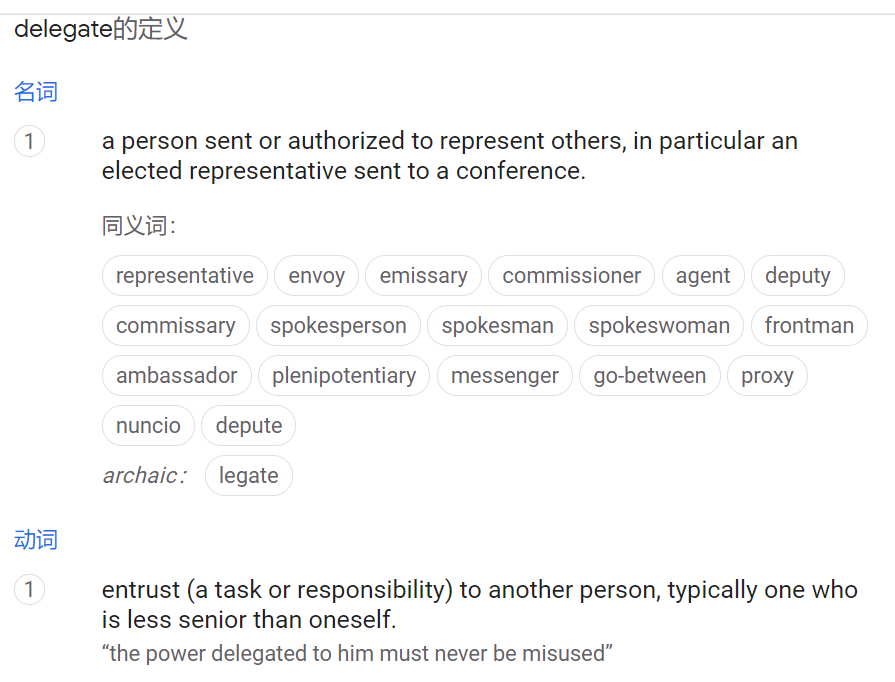 delegate的定义
名词
1 a person sent or authorized to represent others, in particular an
elected representative sent to a conference.
同义词：
representative envoy emissary commissioner agent deputy
commissary spokesperson spokesman spokeswoman frontman
ambassador plenipotentiary messenger go-between proxy
nuncio depute
archaic： legate
动词
1 entrust (a task or responsibility) to another person, typically one who
is less senior than oneself.
“the power delegated to him must never be misused”